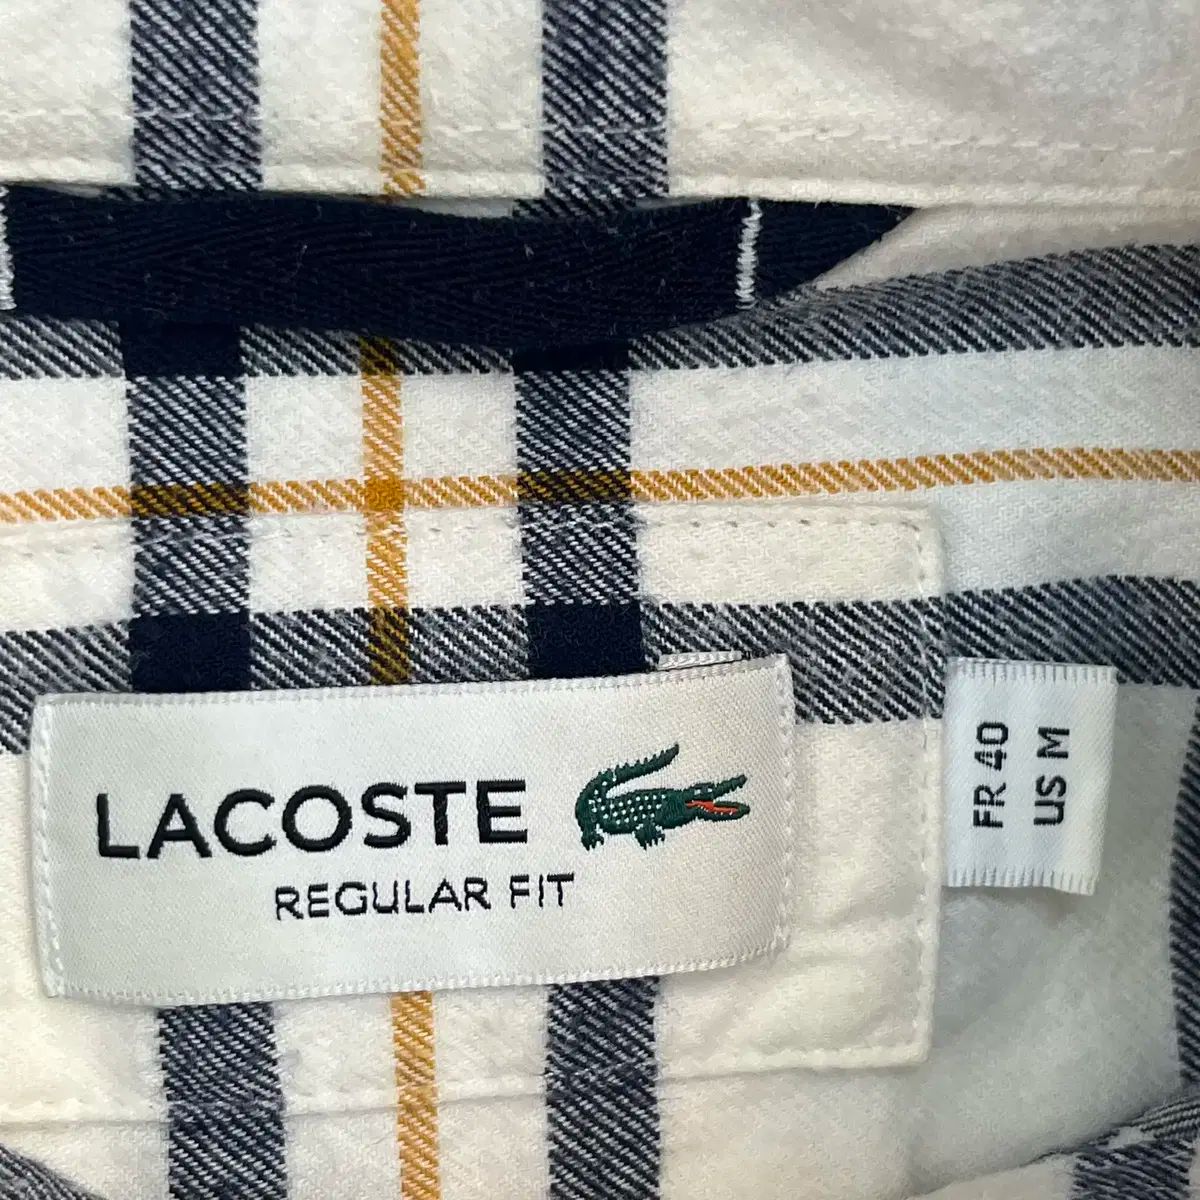 LACOSTE
REGULAR FIT
FR 40
US M